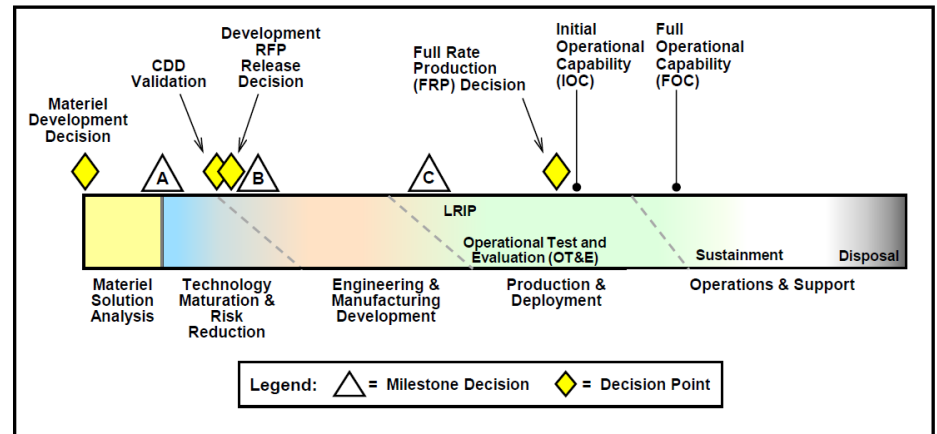 Materiel
Development
Decision
CDD
Validation
Development
RFP
Release
Decision
Full Rate
Production
(FRP) Decision
Initial
Operational
Capability
(IOC)
Full
Operational
Capability
(FOC)
A
B
C
LRIP
Operational Test and
Evaluation (OT&E)
Sustainment
Disposal
Materiel
Solution
Analysis
Technology
Maturation &
Risk
Reduction
Engineering &
Manufacturing
Development
Production &
Deployment
Operations & Support
Legend:
= Milestone Decision
= Decision Point